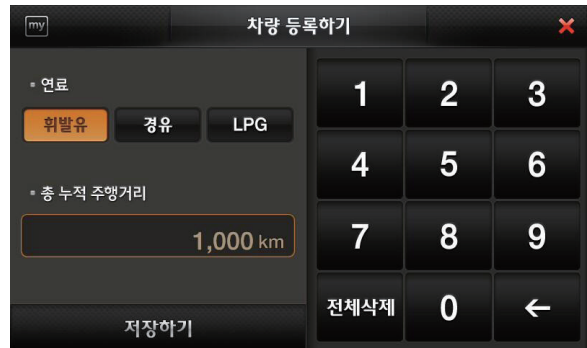 my
차량 등록하기
연료
휘발유 경유 LPG
총 누적 주행거리
1,000 km
저장하기
1 2 3
4 5 6
7 8 9
전체삭제 0